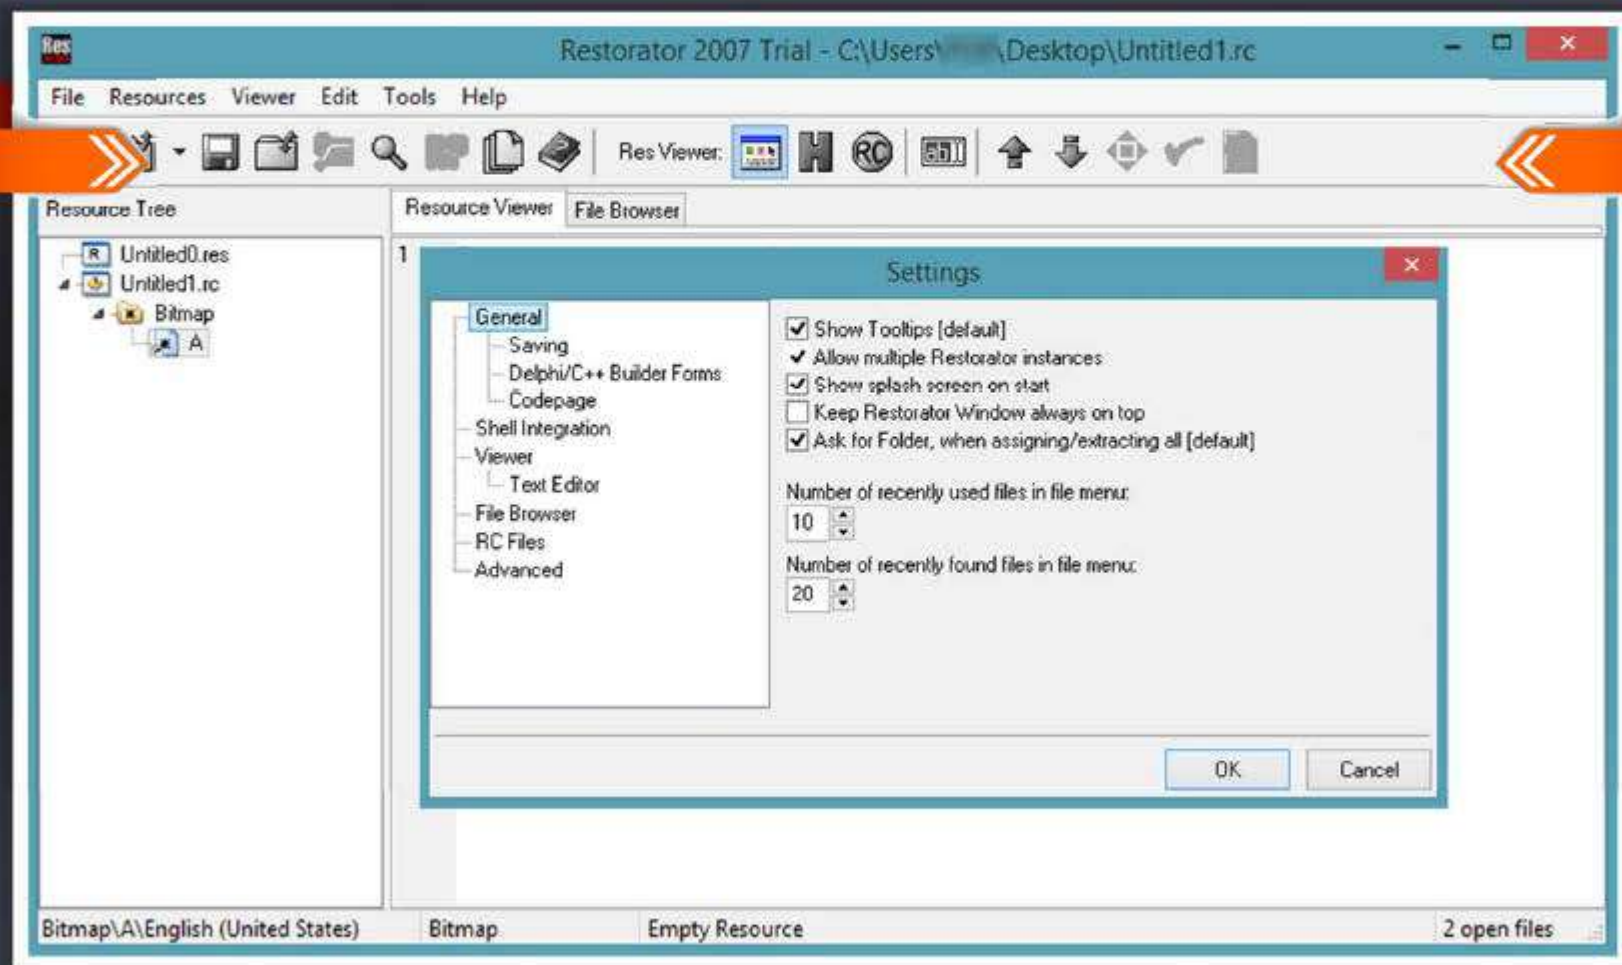 Res
Restorator 2007 Trial - C:\Users\ \Desktop\Untitled1.rc
File Resources Viewer Edit Tools Help
Res Viewer:
RC
Resource Tree
Resource Viewer File Browser
R Untitled0.res
Untitled1.rc
Bitmap
A
1
Settings
General
Saving
Delphi/C++ Builder Forms
Codepage
Shell Integration
Viewer
Text Editor
File Browser
RC Files
Advanced
Show Tooltips [default]
Allow multiple Restorator instances
Show splash screen on start
Keep Restorator Window always on top
Ask for Folder, when assigning/extracting all [default]
Number of recently used files in file menu:
10
Number of recently found files in file menu:
20
OK Cancel
Bitmap\A\English (United States) Bitmap Empty Resource 2 open files